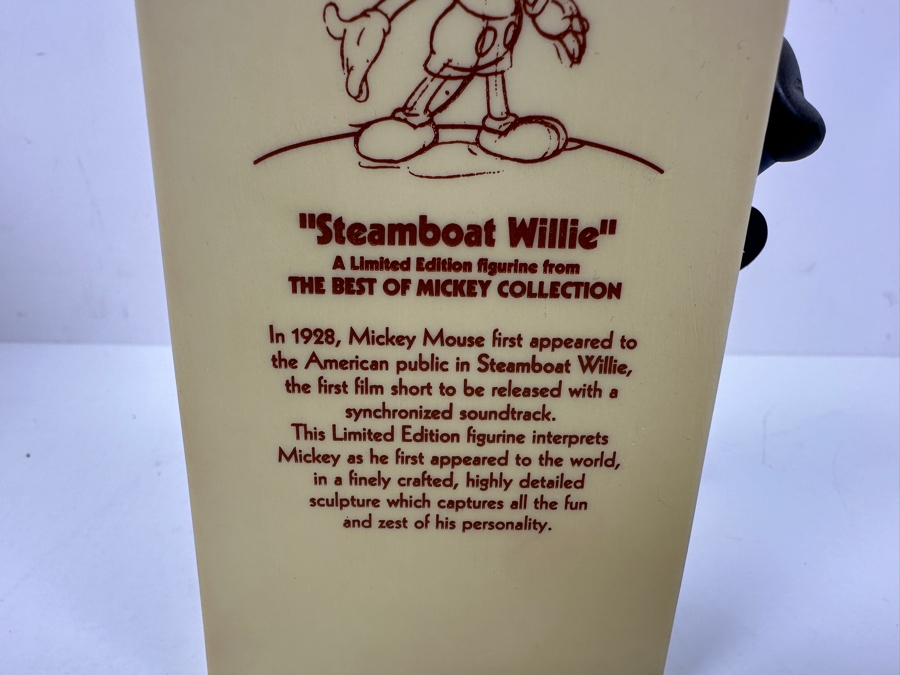 "Steamboat Willie"
A Limited Edition figurine from
THE BEST OF MICKEY COLLECTION
In 1928, Mickey Mouse first appeared to
the American public in Steamboat Willie,
the first film short to be released with a
synchronized soundtrack.
This Limited Edition figurine interprets
Mickey as he first appeared to the world,
in a finely crafted, highly detailed
sculpture which captures all the fun
and zest of his personality.